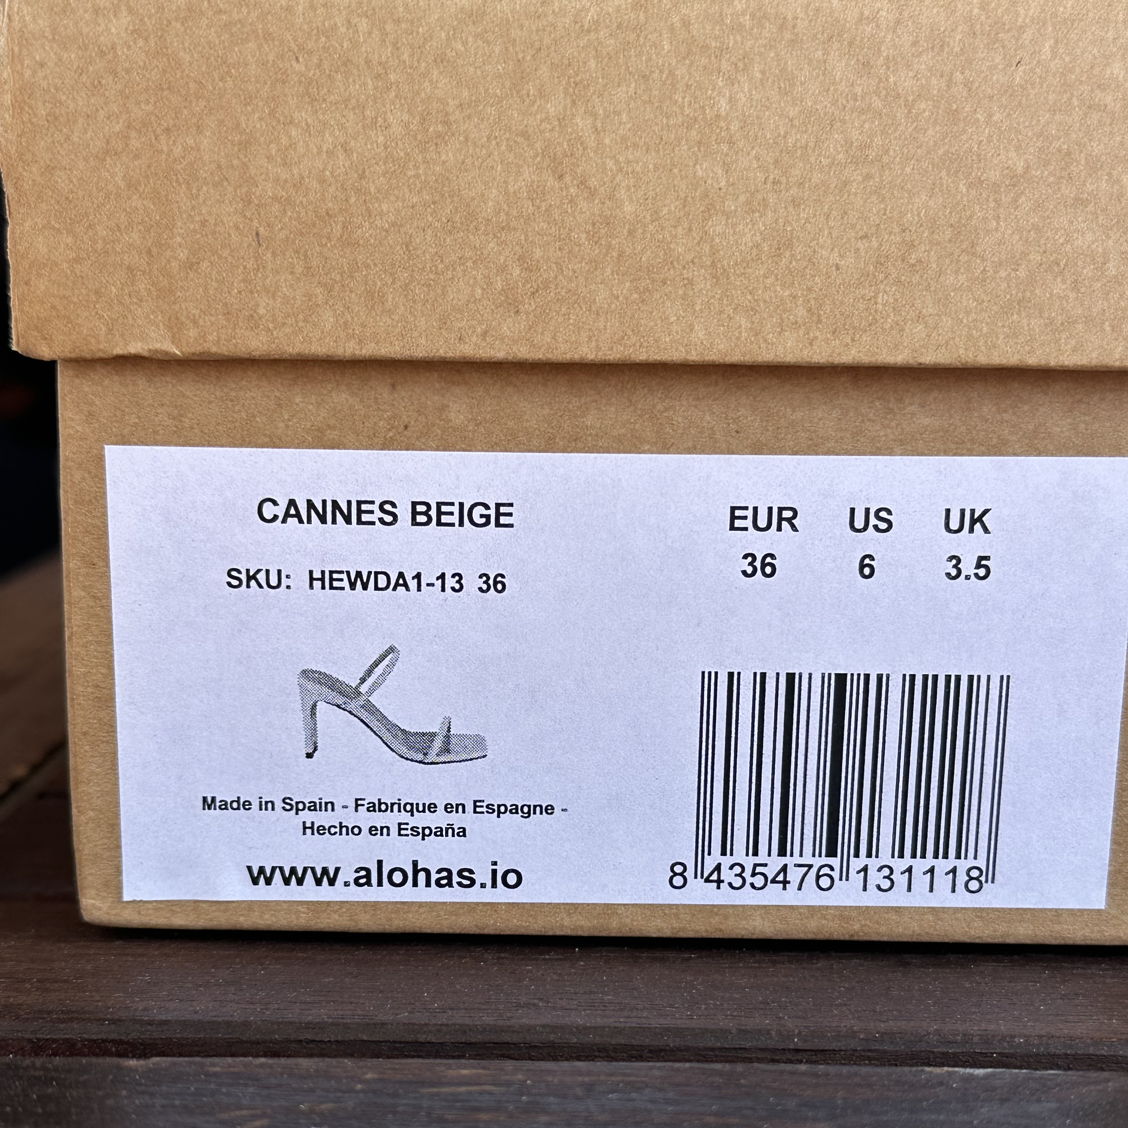 CANNES BEIGE
SKU: HEWDA1-13 36
Made in Spain - Fabrique en Espagne -
Hecho en España
www.alohas.io
EUR US UK
36 6 3.5
8 435476 131118